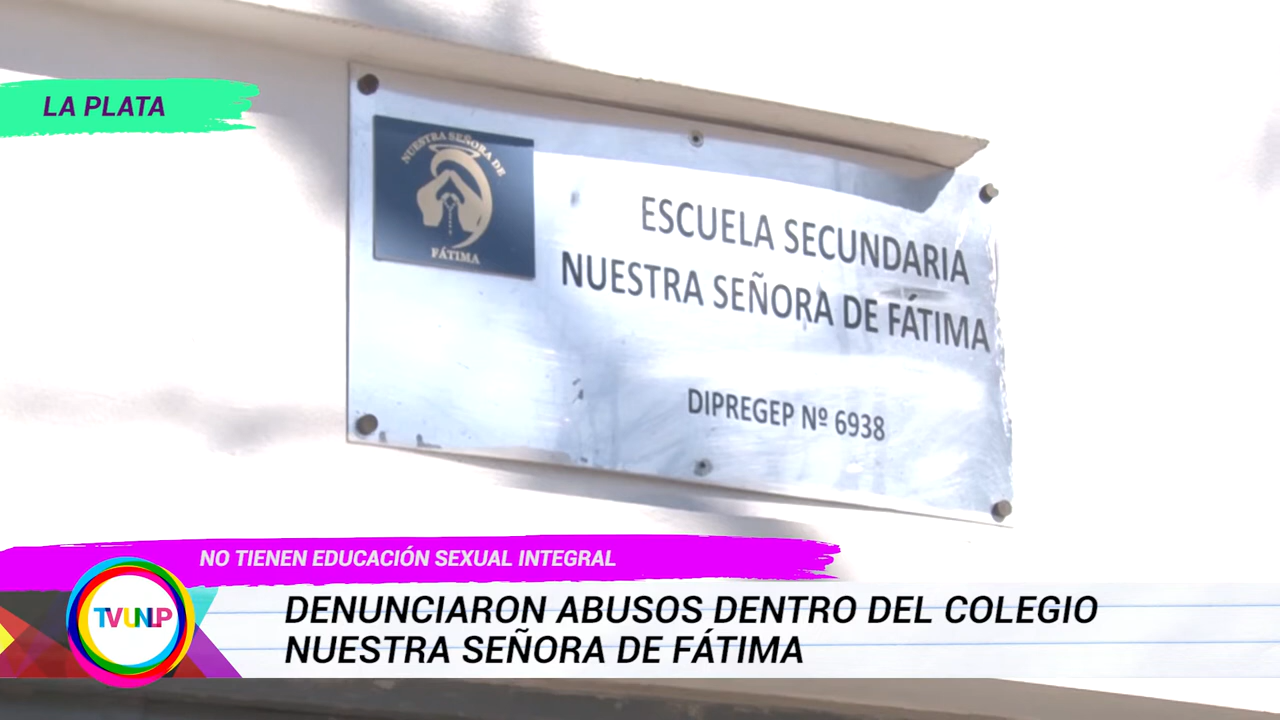 LA PLATA
NUESTRA SEÑORA DE
FÁTIMA
ESCUELA SECUNDARIA
NUESTRA SEÑORA DE FÁTIMA
DIPREGEP Nº 6938
NO TIENEN EDUCACIÓN SEXUAL INTEGRAL
TVUNLP
DENUNCIARON ABUSOS DENTRO DEL COLEGIO
NUESTRA SEÑORA DE FÁTIMA